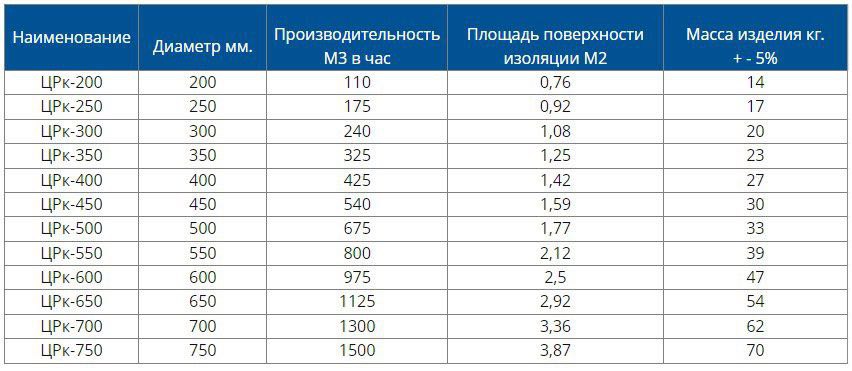 Наименование Диаметр мм. Производительность М3 в час Площадь поверхности изоляции М2 Масса изделия кг. + - 5%
ЦРк-200 200 110 0,76 14
ЦРк-250 250 175 0,92 17
ЦРк-300 300 240 1,08 20
ЦРк-350 350 325 1,25 23
ЦРк-400 400 425 1,42 27
ЦРк-450 450 540 1,59 30
ЦРк-500 500 675 1,77 33
ЦРк-550 550 800 2,12 39
ЦРк-600 600 975 2,5 47
ЦРк-650 650 1125 2,92 54
ЦРк-700 700 1300 3,36 62
ЦРк-750 750 1500 3,87 70